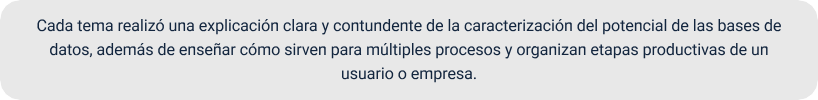 Cada tema realizó una explicación clara y contundente de la caracterización del potencial de las bases de
datos, además de enseñar cómo sirven para múltiples procesos y organizan etapas productivas de un
usuario o empresa.